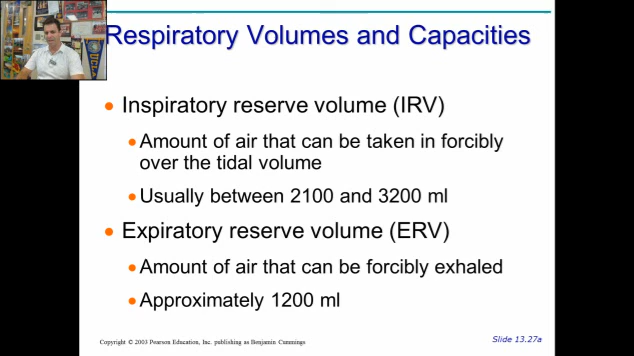 Respiratory Volumes and Capacities
Inspiratory reserve volume (IRV)
Amount of air that can be taken in forcibly
over the tidal volume
Usually between 2100 and 3200 ml
Expiratory reserve volume (ERV)
Amount of air that can be forcibly exhaled
Approximately 1200 ml
Copyright © 2003 Pearson Education, Inc. publishing as Benjamin Cummings
Slide 13.27a